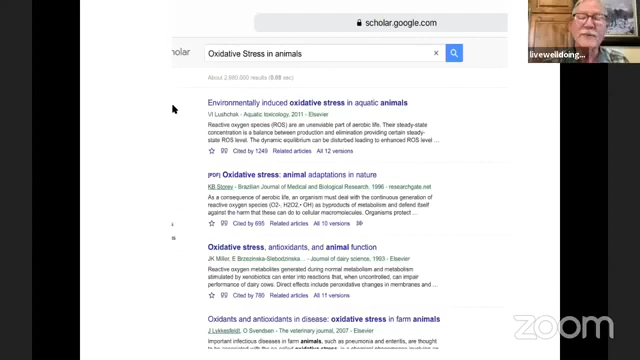 scholar.google.com
holar
Oxidative Stress in animals
×
livewelldoing...
About 2,980,000 results (0.08 sec)
Environmentally induced oxidative stress in aquatic animals
VI Lushchak - Aquatic toxicology, 2011 - Elsevier
Reactive oxygen species (ROS) are an unenviable part of aerobic life. Their steady-state
concentration is a balance between production and elimination providing certain steady-
state ROS level. The dynamic equilibrium can be disturbed leading to enhanced ROS level ...
Cited by 1249 Related articles All 12 versions
[PDF] Oxidative stress: animal adaptations in nature
KB Storey - Brazilian Journal of Medical and Biological Research, 1996 - researchgate.net
As a consequence of aerobic life, an organism must deal with the continuous generation of
reactive oxygen species (O2-, H2O2,• OH) as byproducts of metabolism and defend itself
against the harm that these can do to cellular macromolecules. Organisms protect ...
Cited by 695 Related articles All 10 versions
Oxidative stress, antioxidants, and animal function
JK Miller, E Brzezinska-Slebodzinska... - Journal of dairy science, 1993 - Elsevier
Reactive oxygen metabolites generated during normal metabolism and metabolism
stimulated by xenobiotics can enter into reactions that, when uncontrolled, can impair
performance of dairy cows. Direct effects include peroxidative changes in membranes and ...
Cited by 780 Related articles All 11 versions
Oxidants and antioxidants in disease: oxidative stress in farm animals
J Lykkesfeldt, O Svendsen - The veterinary journal, 2007 - Elsevier
Important infectious diseases in farm animals, such as pneumonia and enteritis, are thought
zoom